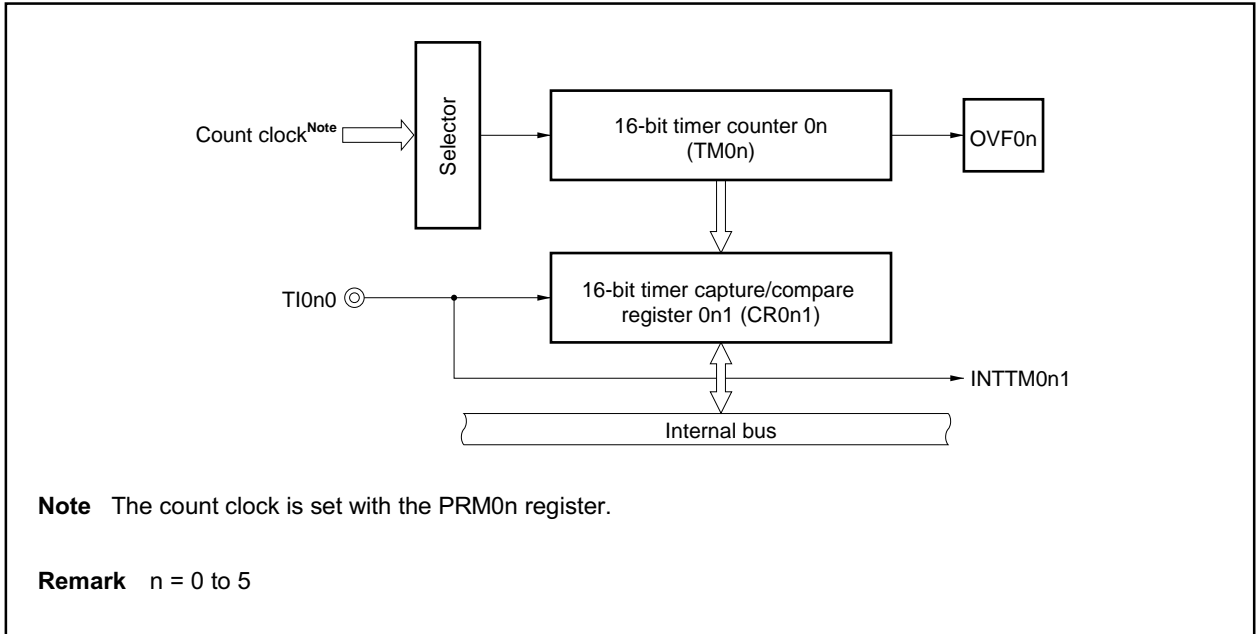 Count clockNote
Selector
16-bit timer counter 0n
(TM0n)
OVF0n
TI0n0
16-bit timer capture/compare
register 0n1 (CR0n1)
INTTM0n1
Internal bus
Note The count clock is set with the PRM0n register.
Remark n = 0 to 5